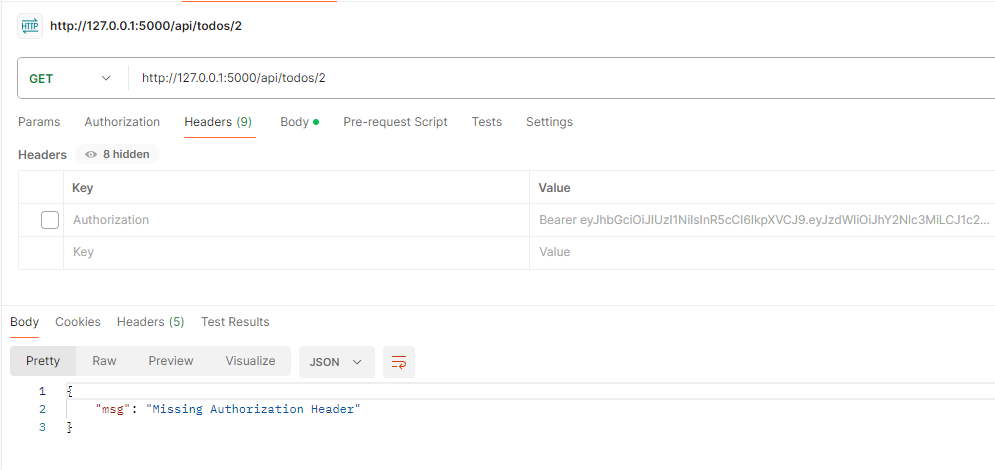 HTTP http://127.0.0.1:5000/api/todos/2
GET http://127.0.0.1:5000/api/todos/2
Params Authorization Headers (9) Body Pre-request Script Tests Settings
Headers 8 hidden
Key Value
Authorization Bearer eyJhbGciOiJIUzI1NiIsInR5cCI6IkpXVCJ9.eyJzdWIiOiJhY2Nlc3MiLCJ1c2...
Key Value
Body Cookies Headers (5) Test Results
Pretty Raw Preview Visualize JSON
1 {
2 "msg": "Missing Authorization Header"
3 }